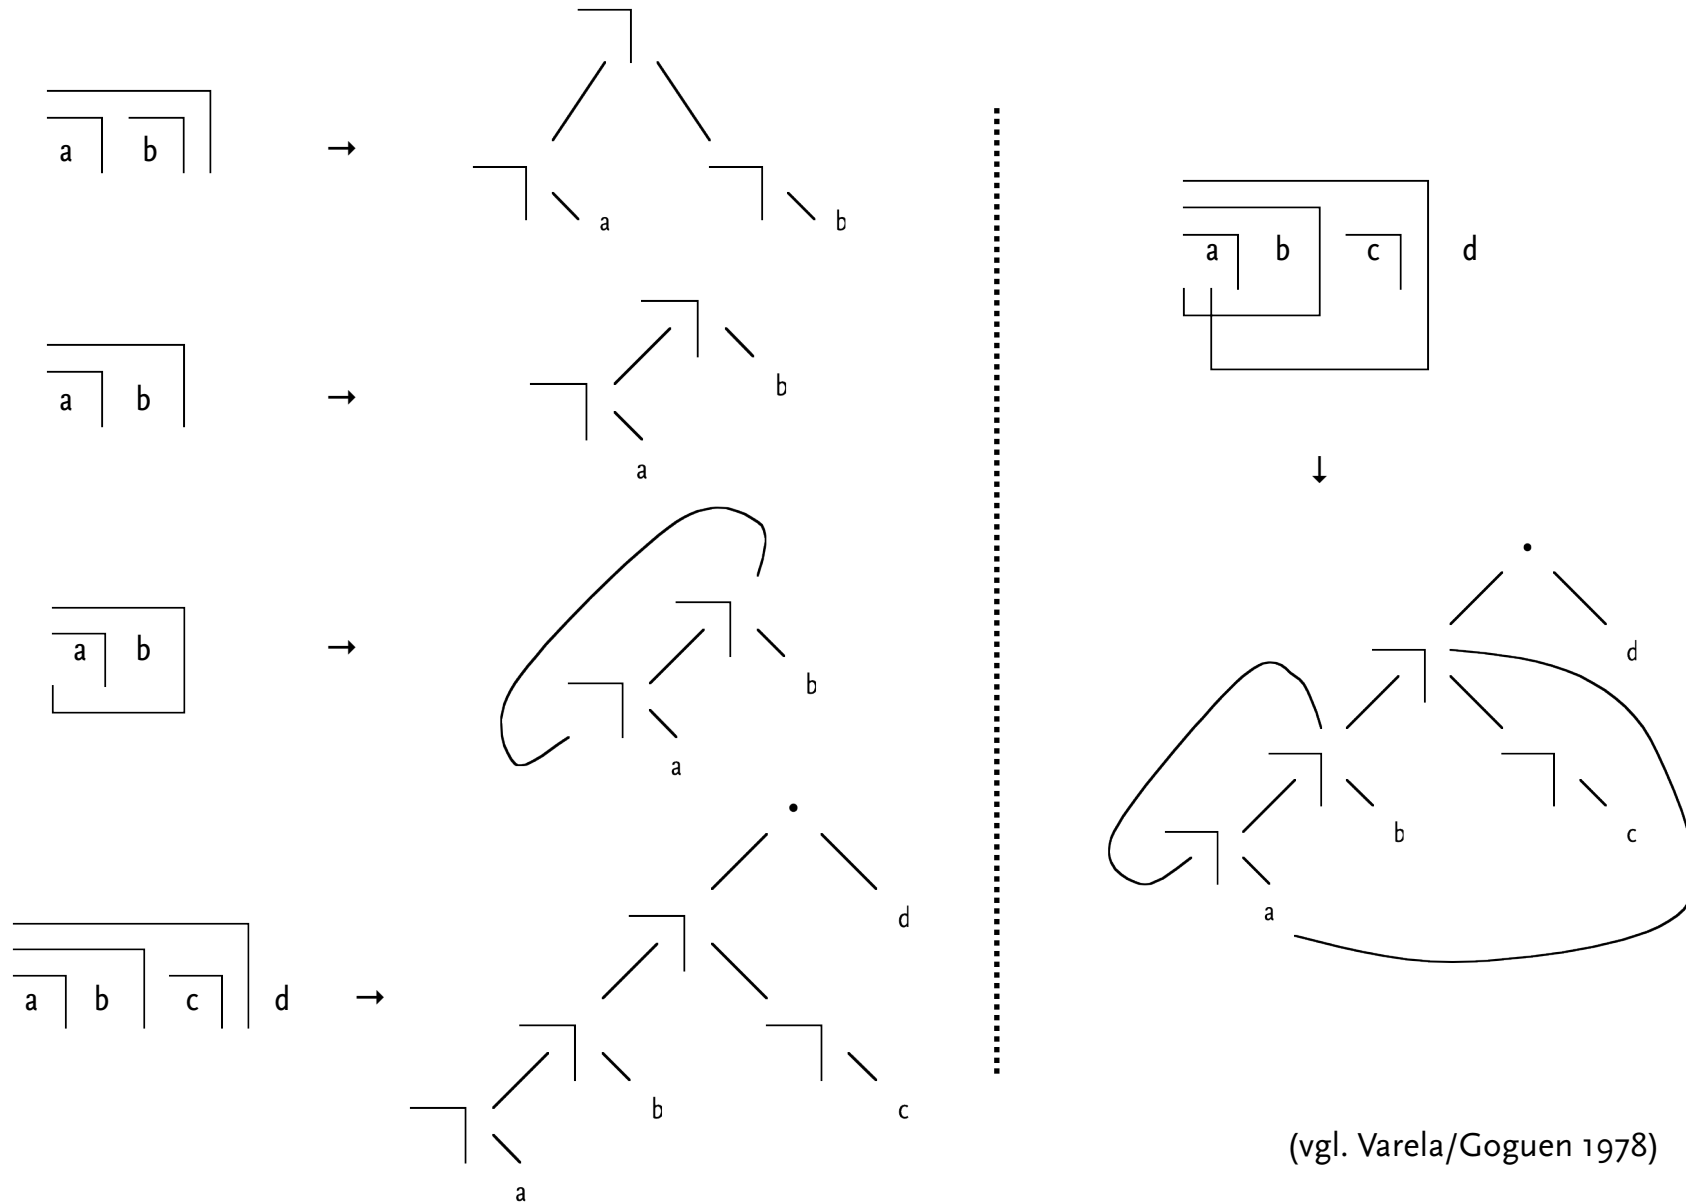 a b → a b
a b → b
a
a b → b
a
a b c d → d
b c
a
a b c d
↓
d
b c
a
(vgl. Varela/Goguen 1978)